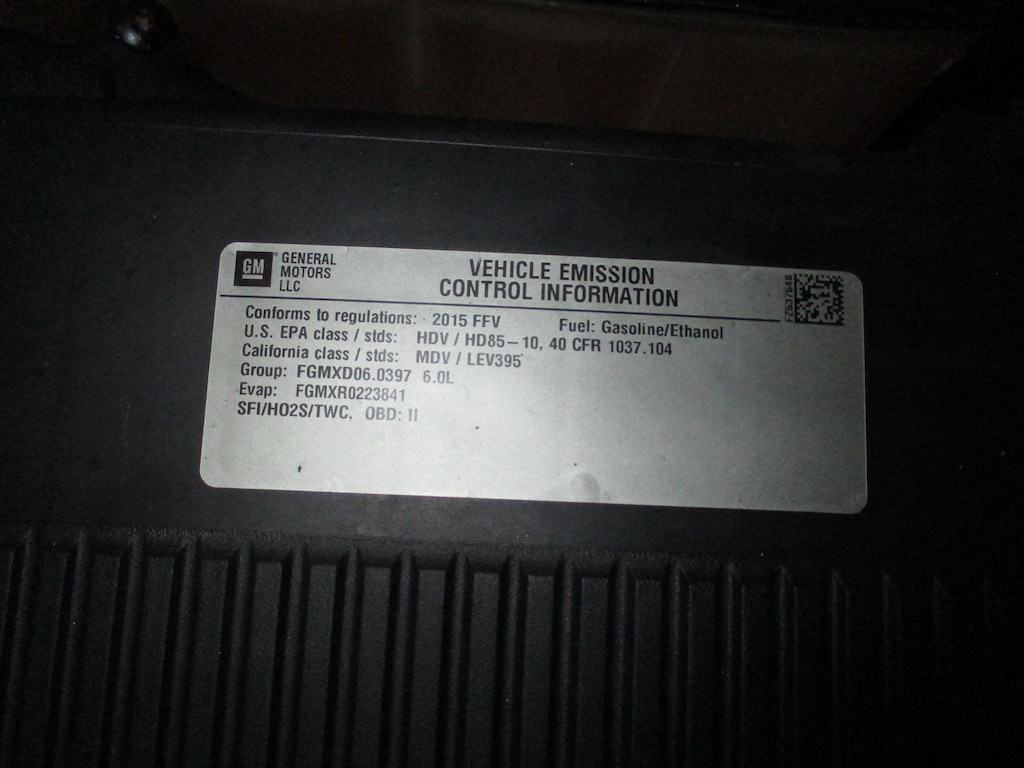 GM
GENERAL
MOTORS
LLC
VEHICLE EMISSION
CONTROL INFORMATION
Conforms to regulations: 2015 FFV Fuel: Gasoline/Ethanol
U.S. EPA class / stds: HDV / HD85-10, 40 CFR 1037.104
California class / stds: MDV / LEV395
Group: FGMXD06.0397 6.0L
Evap: FGMXR0223841
SFI/HO2S/TWC, OBD: II